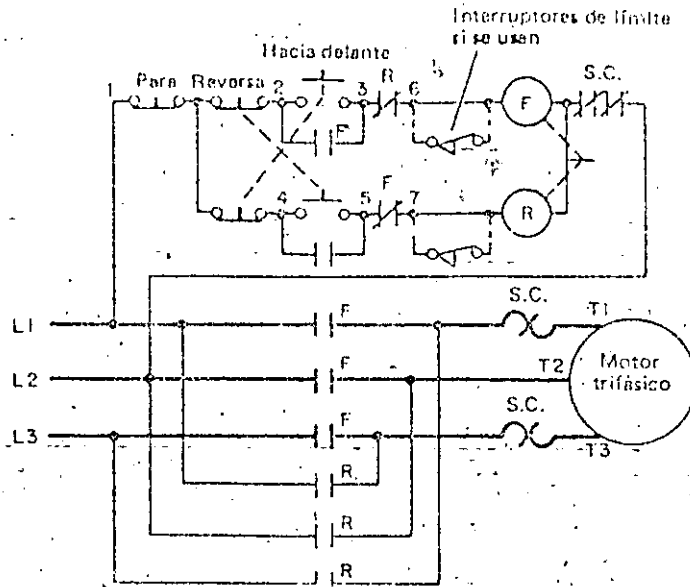 Interruptores de límite
si se usan
Hacia delante
1 Para Reversa 2 3 R 6 F S.C.
F
4 5 F 7 R
L1 F S.C. T1
L2 F T2 Motor
trifásico
L3 F S.C. T3
R
R
R